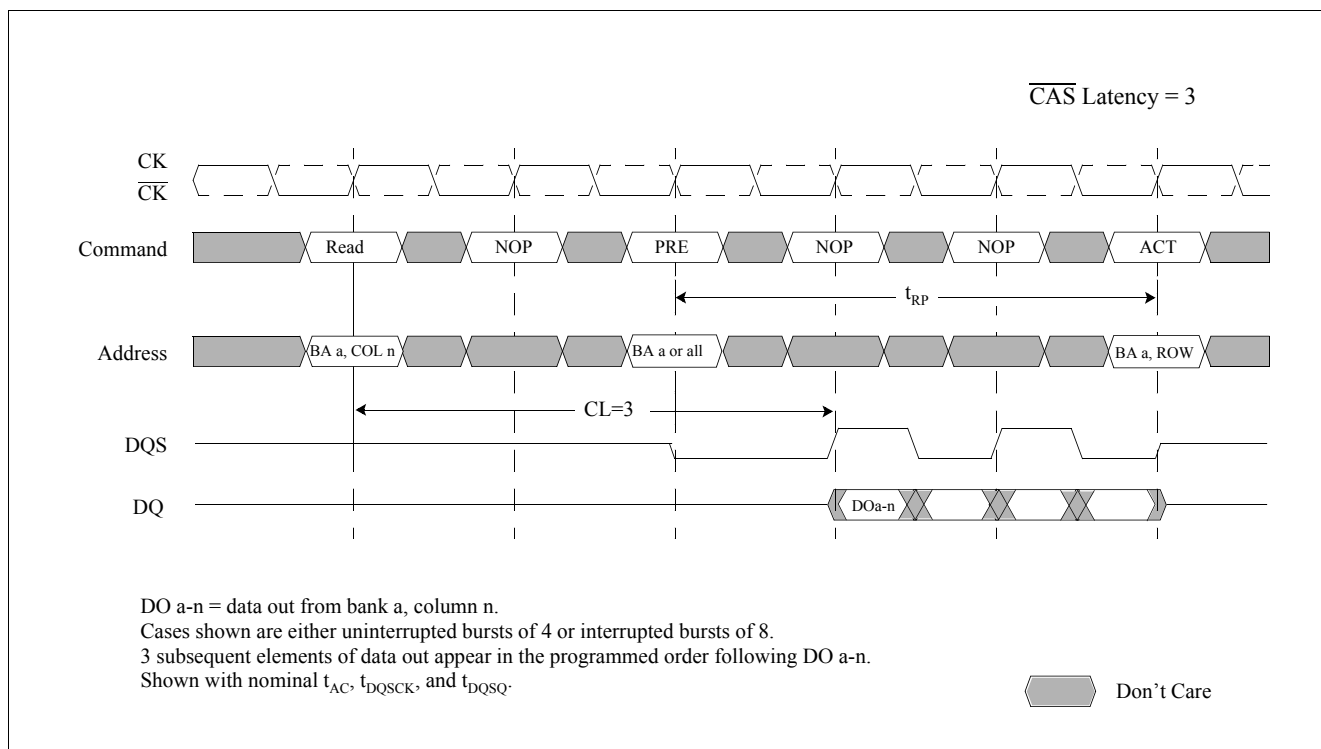 CAS Latency = 3
CK
CK
Command
Read
NOP
PRE
NOP
NOP
ACT
tRP
Address
BA a, COL n
BA a or all
BA a, ROW
CL=3
DQS
DQ
DOa-n
DO a-n = data out from bank a, column n.
Cases shown are either uninterrupted bursts of 4 or interrupted bursts of 8.
3 subsequent elements of data out appear in the programmed order following DO a-n.
Shown with nominal tAC, tDQSCK, and tDQSQ.
Don't Care